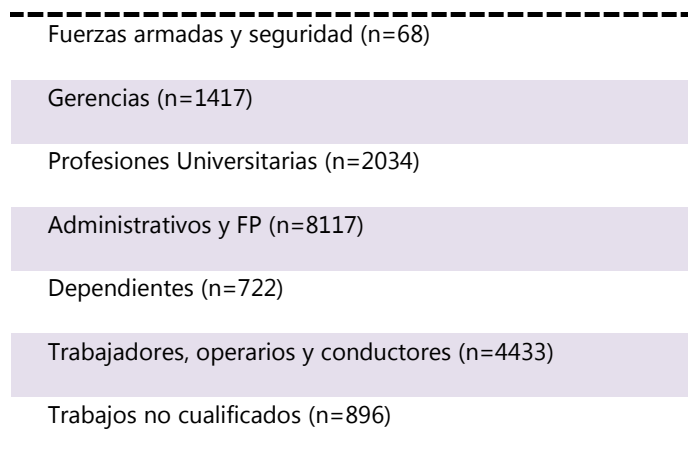 Fuerzas armadas y seguridad (n=68)
Gerencias (n=1417)
Profesiones Universitarias (n=2034)
Administrativos y FP (n=8117)
Dependientes (n=722)
Trabajadores, operarios y conductores (n=4433)
Trabajos no cualificados (n=896)